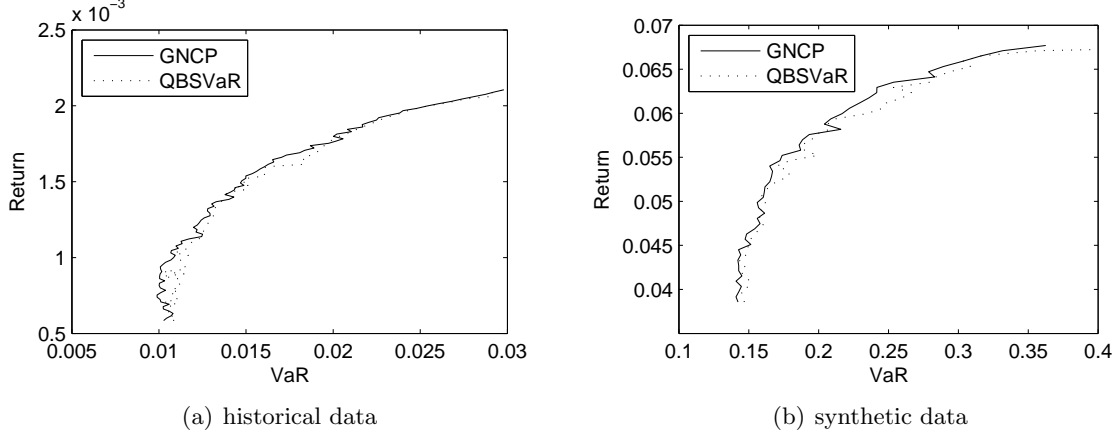 x 10⁻³
2.5
2
1.5
1
0.5
Return
0.005 0.01 0.015 0.02 0.025 0.03
VaR
GNCP
QBSVaR
(a) historical data
0.07
0.065
0.06
0.055
0.05
0.045
0.04
Return
0.1 0.15 0.2 0.25 0.3 0.35 0.4
VaR
GNCP
QBSVaR
(b) synthetic data